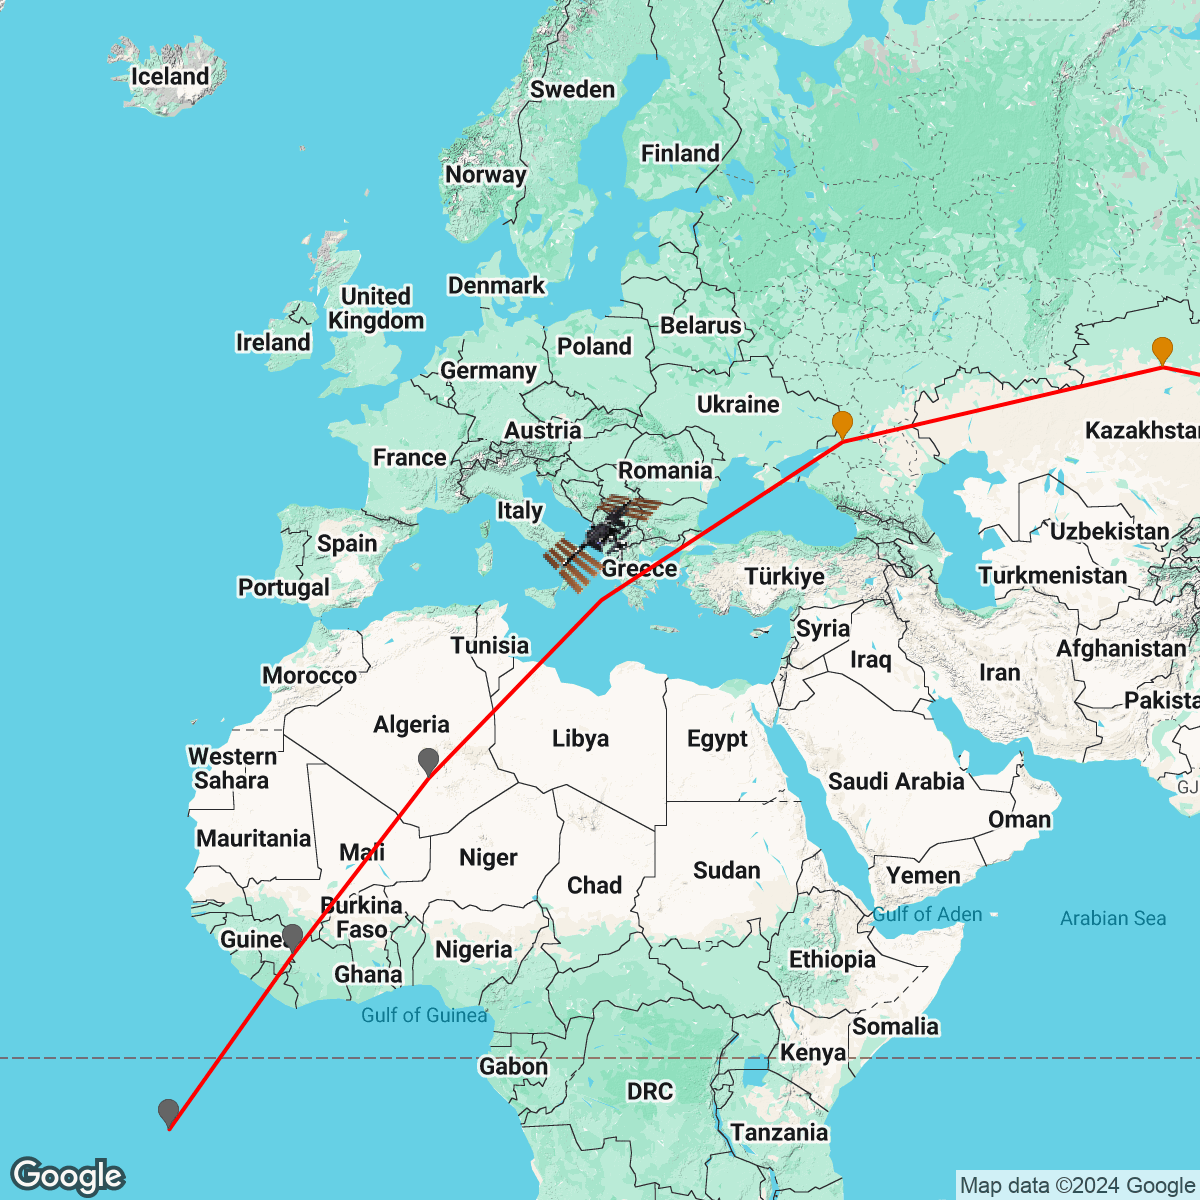 Iceland
Sweden
Finland
Norway
Denmark
United
Kingdom
Belarus
Ireland
Poland
Germany
Ukraine
Austria
Kazakhstan
France
Romania
Italy
Uzbekistan
Spain
Greece
Türkiye
Turkmenistan
Portugal
Syria
Tunisia
Iraq
Afghanistan
Morocco
Iran
Pakista
Algeria
Libya
Egypt
Western
Sahara
Saudi Arabia
GJ
Oman
Mauritania
Mali
Niger
Sudan
Yemen
Chad
Burkina
Faso
Gulf of Aden
Arabian Sea
Guinea
Nigeria
Ethiopia
Ghana
Gulf of Guinea
Somalia
Kenya
Gabon
DRC
Tanzania
Google
Map data ©2024 Google